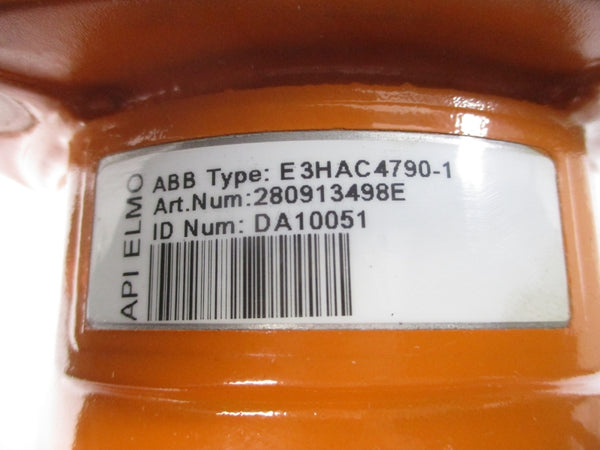 API ELMO
ABB Type: E3HAC4790-1
Art.Num:280913498E
ID Num: DA10051